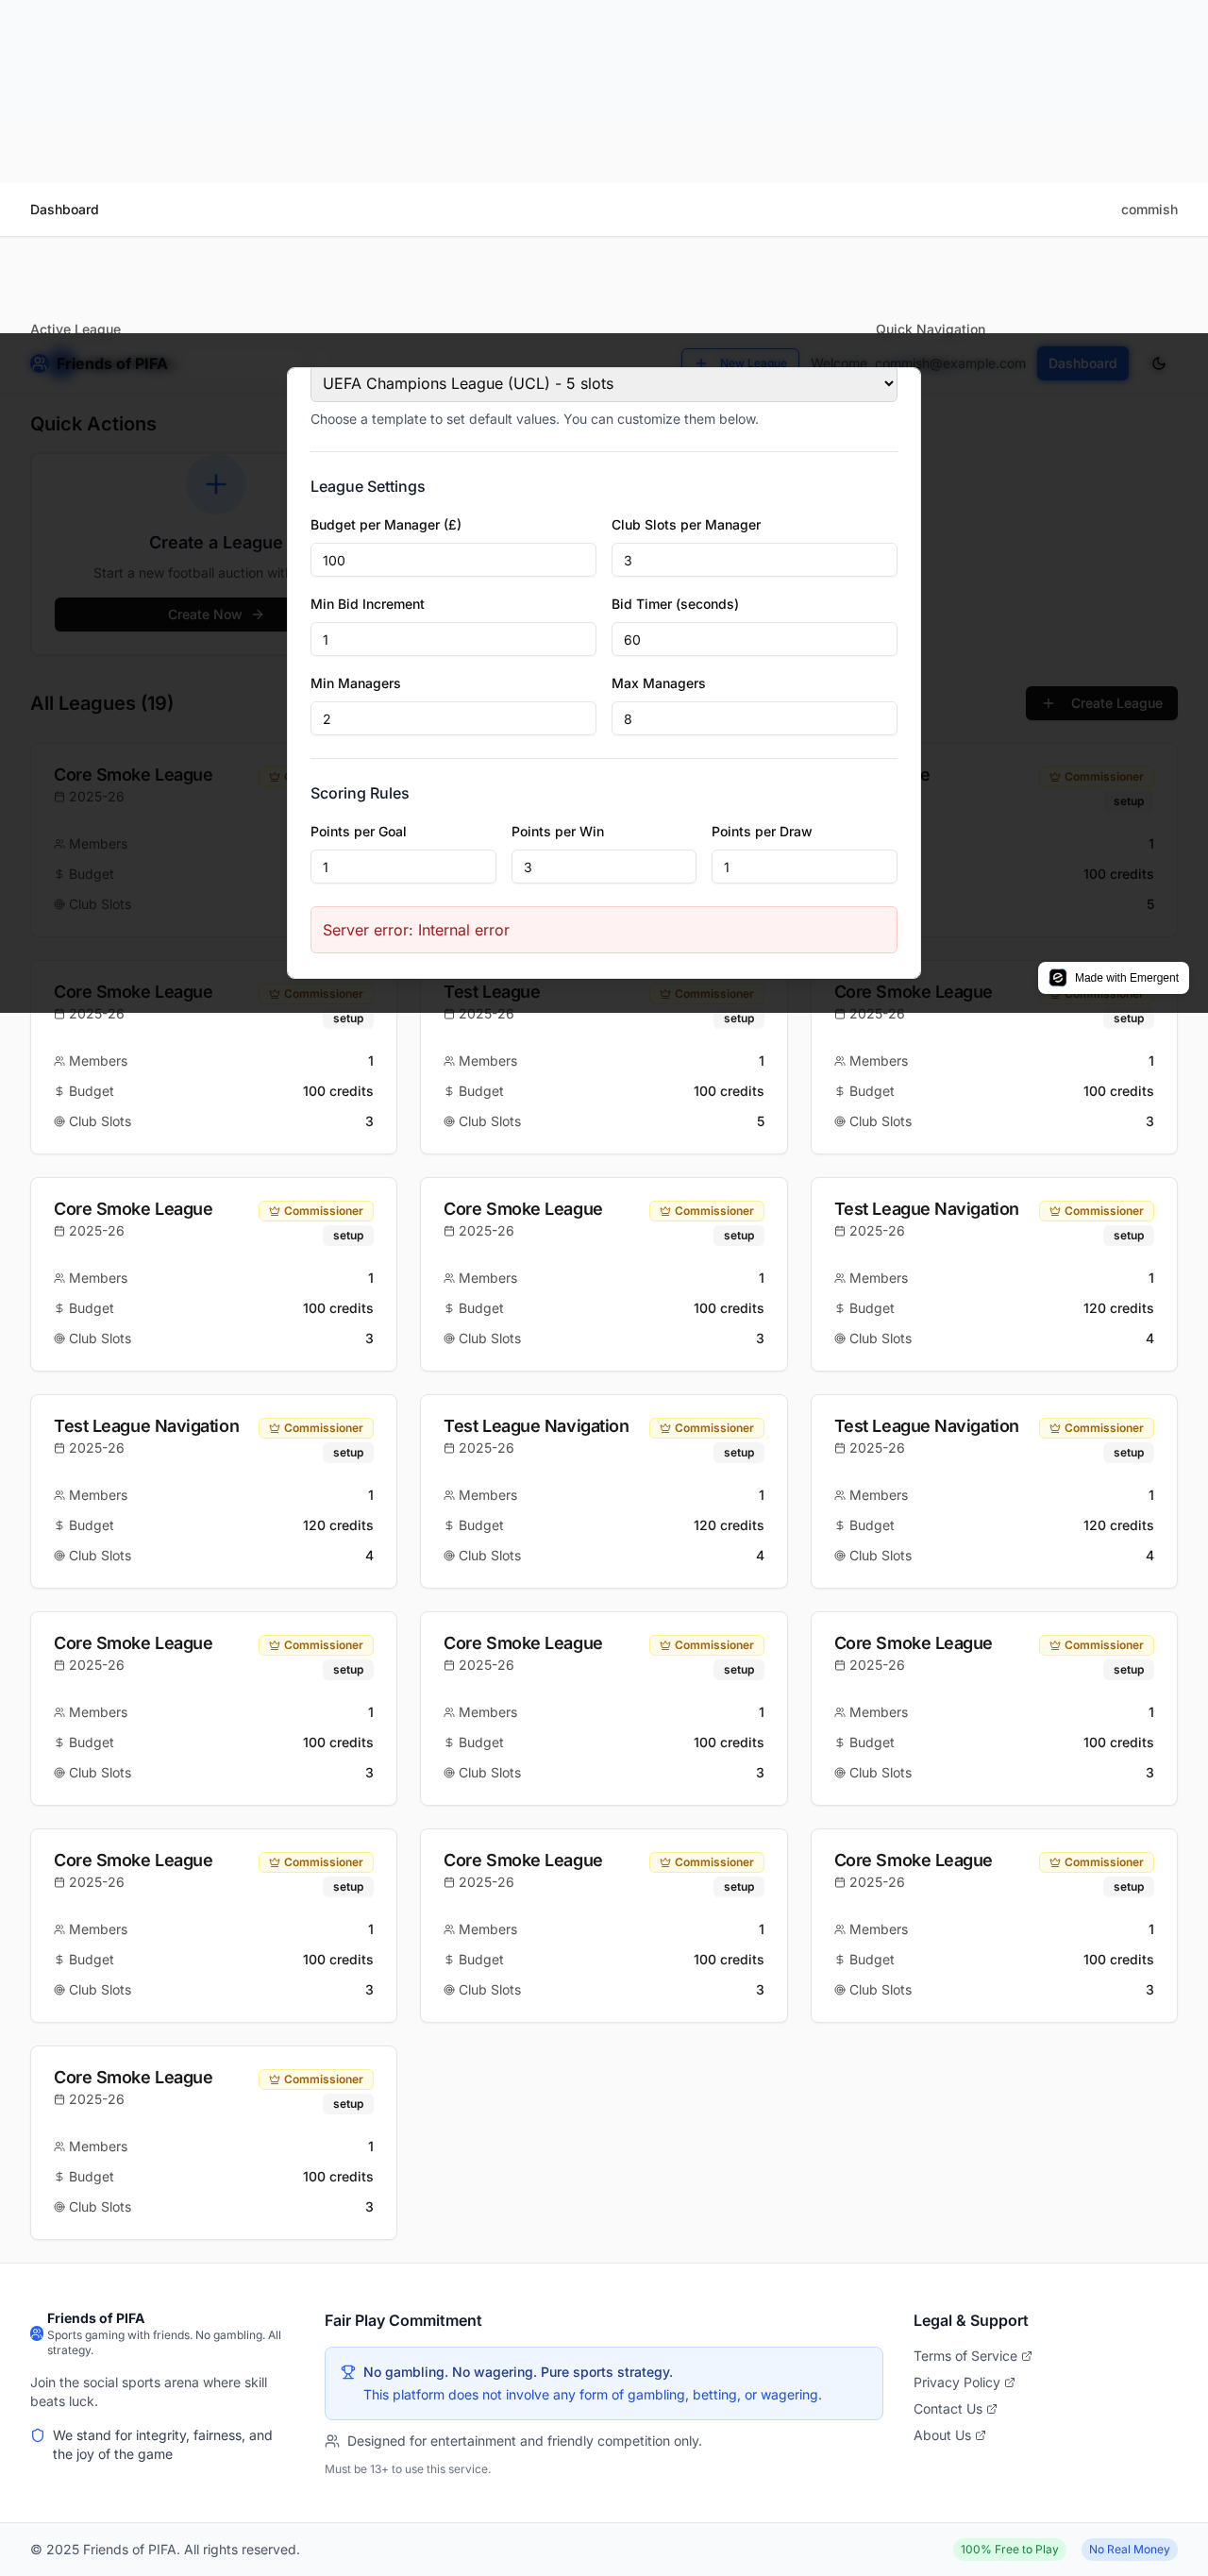 Dashboard
commish
Active League
Quick Navigation
Friends of PIFA
New League
Welcome, commish@example.com
Dashboard
Quick Actions
Create a League
Start a new football auction with
Create Now
All Leagues (19)
Create League
Core Smoke League
2025-26
Members
Budget
Club Slots
Commissioner
setup
1
100 credits
5
UEFA Champions League (UCL) - 5 slots
Choose a template to set default values. You can customize them below.
League Settings
Budget per Manager (£)
Club Slots per Manager
100
3
Min Bid Increment
Bid Timer (seconds)
1
60
Min Managers
Max Managers
2
8
Scoring Rules
Points per Goal
Points per Win
Points per Draw
1
3
1
Server error: Internal error
Made with Emergent
Core Smoke League
Commissioner
2025-26
setup
Members 1
Budget 100 credits
Club Slots 3
Test League
Commissioner
2025-26
setup
Members 1
Budget 100 credits
Club Slots 5
Core Smoke League
Commissioner
2025-26
setup
Members 1
Budget 100 credits
Club Slots 3
Core Smoke League
Commissioner
2025-26
setup
Members 1
Budget 100 credits
Club Slots 3
Core Smoke League
Commissioner
2025-26
setup
Members 1
Budget 100 credits
Club Slots 3
Test League Navigation
Commissioner
2025-26
setup
Members 1
Budget 120 credits
Club Slots 4
Test League Navigation
Commissioner
2025-26
setup
Members 1
Budget 120 credits
Club Slots 4
Test League Navigation
Commissioner
2025-26
setup
Members 1
Budget 120 credits
Club Slots 4
Test League Navigation
Commissioner
2025-26
setup
Members 1
Budget 120 credits
Club Slots 4
Core Smoke League
Commissioner
2025-26
setup
Members 1
Budget 100 credits
Club Slots 3
Core Smoke League
Commissioner
2025-26
setup
Members 1
Budget 100 credits
Club Slots 3
Core Smoke League
Commissioner
2025-26
setup
Members 1
Budget 100 credits
Club Slots 3
Core Smoke League
Commissioner
2025-26
setup
Members 1
Budget 100 credits
Club Slots 3
Core Smoke League
Commissioner
2025-26
setup
Members 1
Budget 100 credits
Club Slots 3
Core Smoke League
Commissioner
2025-26
setup
Members 1
Budget 100 credits
Club Slots 3
Core Smoke League
Commissioner
2025-26
setup
Members 1
Budget 100 credits
Club Slots 3
Friends of PIFA
Sports gaming with friends. No gambling. All
strategy.
Join the social sports arena where skill
beats luck.
We stand for integrity, fairness, and
the joy of the game
Fair Play Commitment
No gambling. No wagering. Pure sports strategy.
This platform does not involve any form of gambling, betting, or wagering.
Designed for entertainment and friendly competition only.
Must be 13+ to use this service.
Legal & Support
Terms of Service
Privacy Policy
Contact Us
About Us
© 2025 Friends of PIFA. All rights reserved.
100% Free to Play
No Real Money